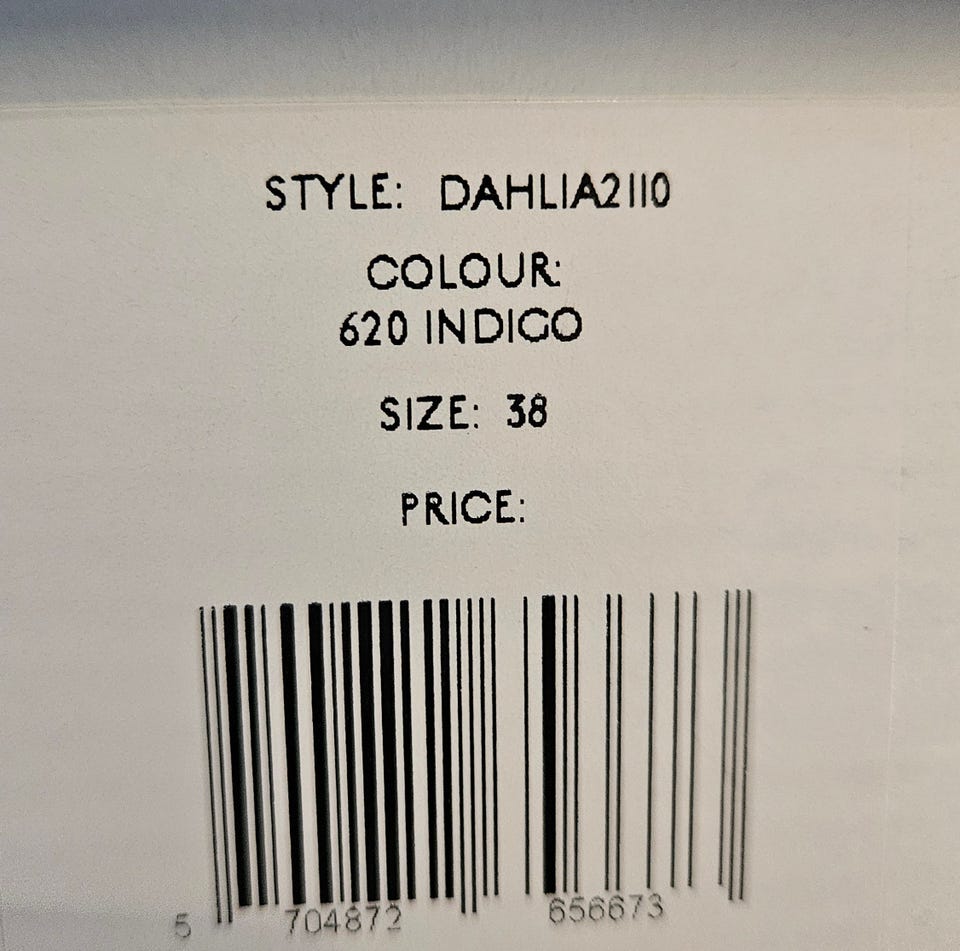 STYLE: DAHLIA2110
COLOUR:
620 INDIGO
SIZE: 38
PRICE:
5 704872 656673